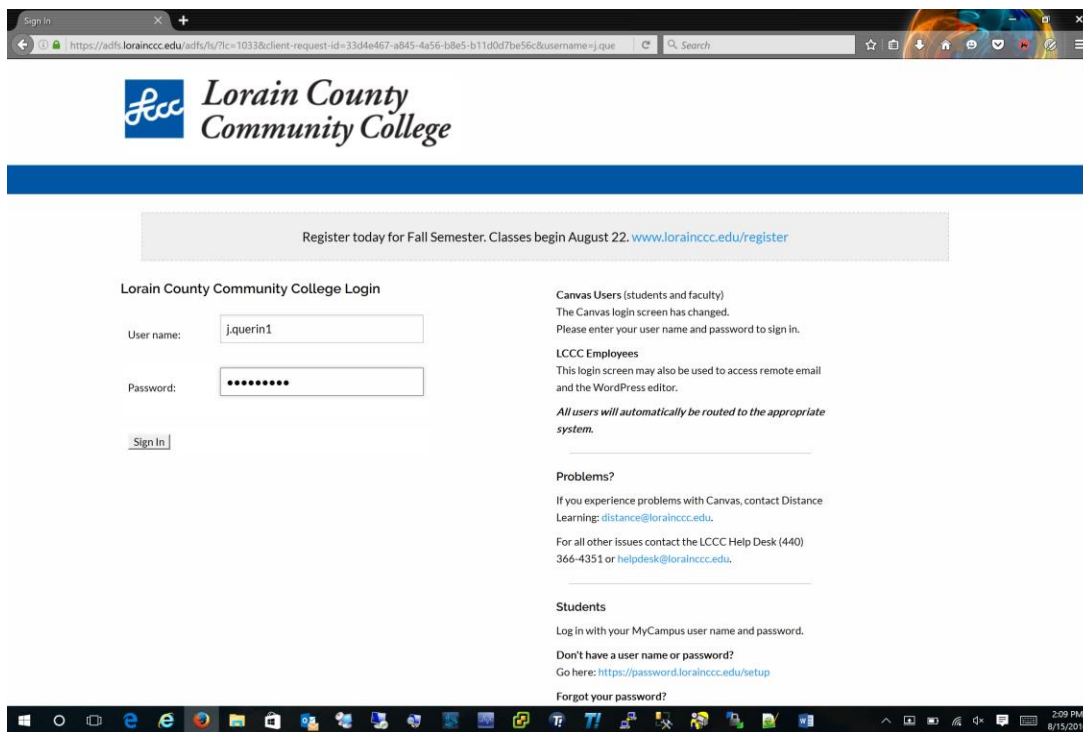 Sign In
https://adfs.lorainccc.edu/adfs/ls/?lc=1033&client-request-id=33d4e467-a845-4a56-b8e5-b11d0d7be56c&username=j.que
Search
lccc
Lorain County
Community College
Register today for Fall Semester. Classes begin August 22. www.lorainccc.edu/register
Lorain County Community College Login
User name:
j.querin1
Password:
•••••••••
Sign In
Canvas Users (students and faculty)
The Canvas login screen has changed.
Please enter your user name and password to sign in.
LCCC Employees
This login screen may also be used to access remote email
and the WordPress editor.
All users will automatically be routed to the appropriate
system.
Problems?
If you experience problems with Canvas, contact Distance
Learning: distance@lorainccc.edu.
For all other issues contact the LCCC Help Desk (440)
366-4351 or helpdesk@lorainccc.edu.
Students
Log in with your MyCampus user name and password.
Don't have a user name or password?
Go here: https://password.lorainccc.edu/setup
Forgot your password?
2:09 PM
8/15/201